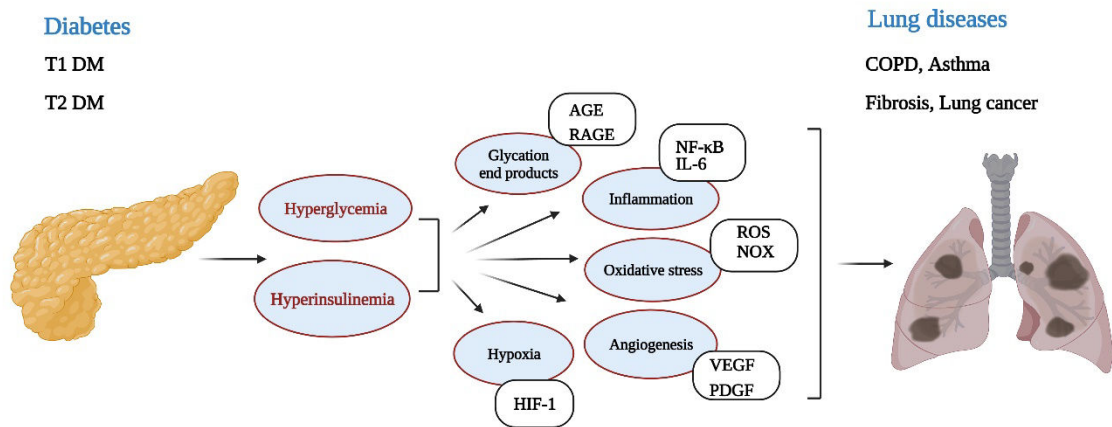 Diabetes
T1 DM
T2 DM
Hyperglycemia
Hyperinsulinemia
AGE
RAGE
Glycation
end products
NF-κB
IL-6
Inflammation
ROS
NOX
Oxidative stress
Angiogenesis
VEGF
PDGF
Hypoxia
HIF-1
Lung diseases
COPD, Asthma
Fibrosis, Lung cancer